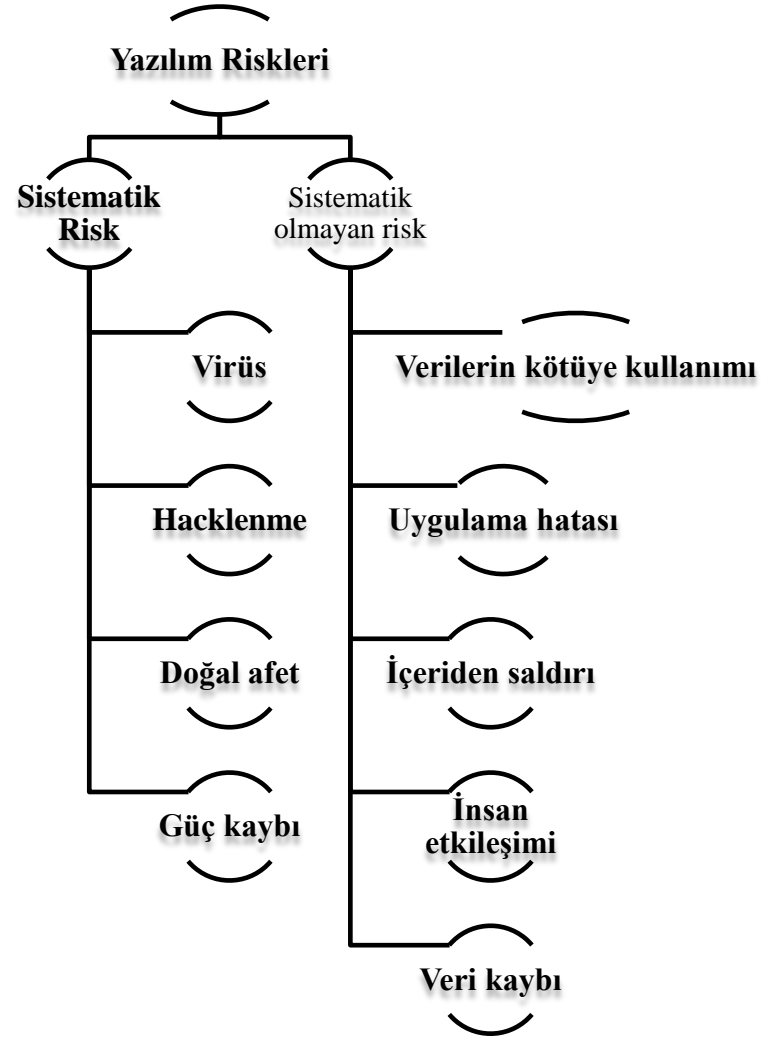 Yazılım Riskleri
Sistematik
Risk
Sistematik
olmayan risk
Virüs
Hacklenme
Doğal afet
Güç kaybı
Verilerin kötüye kullanımı
Uygulama hatası
İçeriden saldırı
İnsan
etkileşimi
Veri kaybı